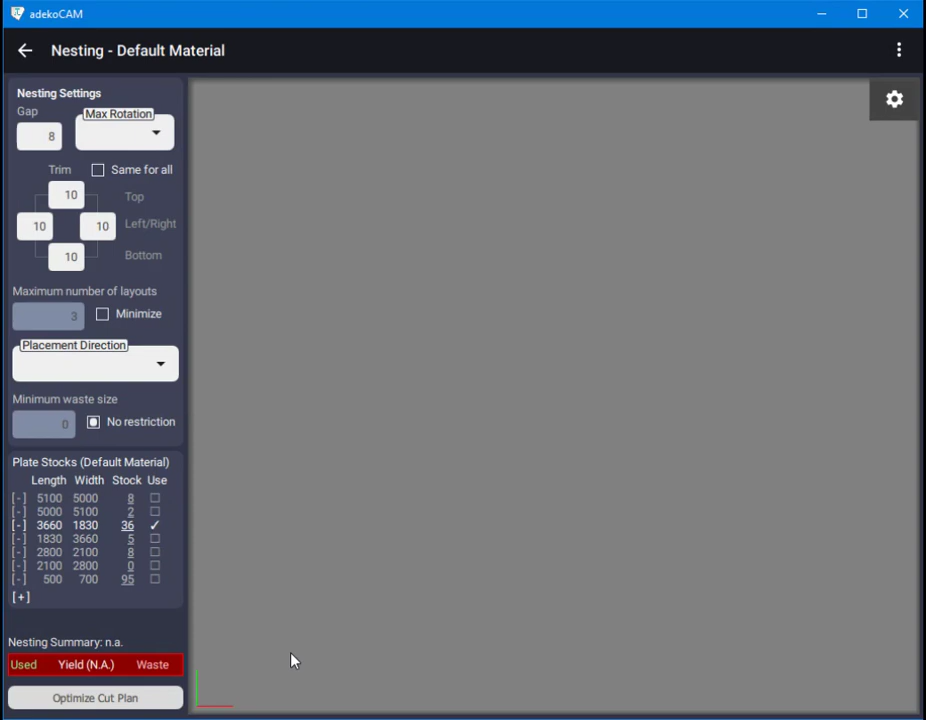 adekoCAM
Nesting - Default Material
Nesting Settings
Gap
Max Rotation
8
Trim
Same for all
10
Top
10
10
Left/Right
10
Bottom
Maximum number of layouts
3
Minimize
Placement Direction
Minimum waste size
0
No restriction
Plate Stocks (Default Material)
Length Width Stock Use
[-] 5100 5000 8
[-] 5000 5100 2
[-] 3660 1830 36 ✓
[-] 1830 3660 5
[-] 2800 2100 8
[-] 2100 2800 0
[-] 500 700 95
[+]
Nesting Summary: n.a.
Used Yield (N.A.) Waste
Optimize Cut Plan